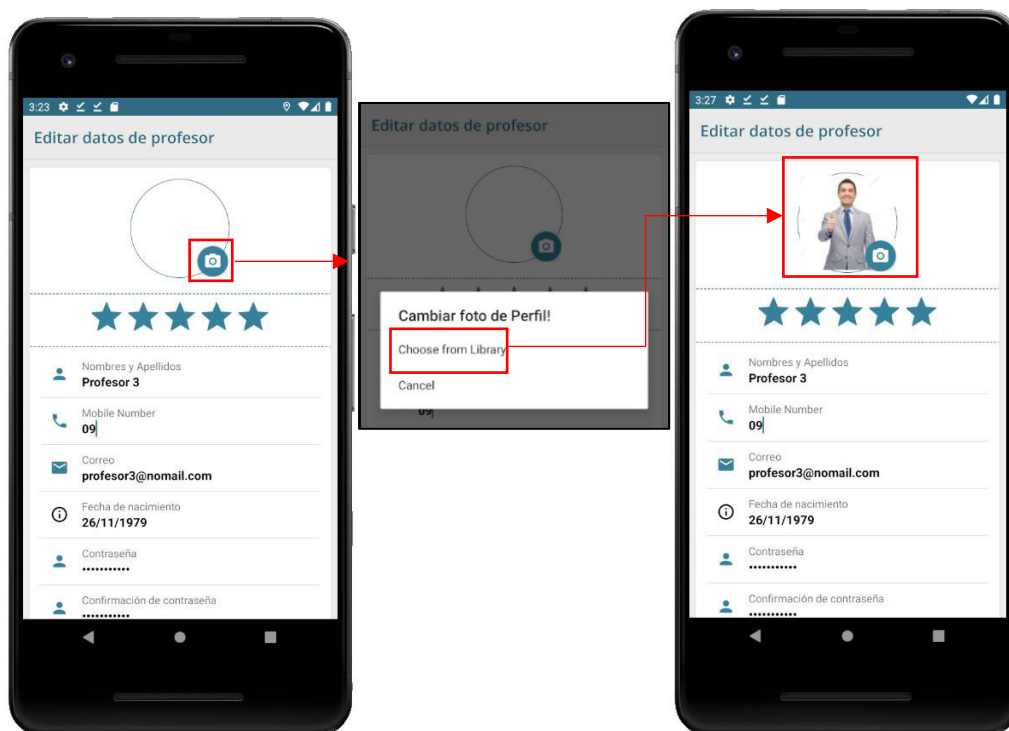 3:23
Editar datos de profesor
Nombres y Apellidos
Profesor 3
Mobile Number
09
Correo
profesor3@nomail.com
Fecha de nacimiento
26/11/1979
Contraseña
•••••••••••
Confirmación de contraseña
•••••••••••
Editar datos de profesor
Cambiar foto de Perfil!
Choose from Library
Cancel
09
3:27
Editar datos de profesor
Nombres y Apellidos
Profesor 3
Mobile Number
09
Correo
profesor3@nomail.com
Fecha de nacimiento
26/11/1979
Contraseña
•••••••••••
Confirmación de contraseña
•••••••••••